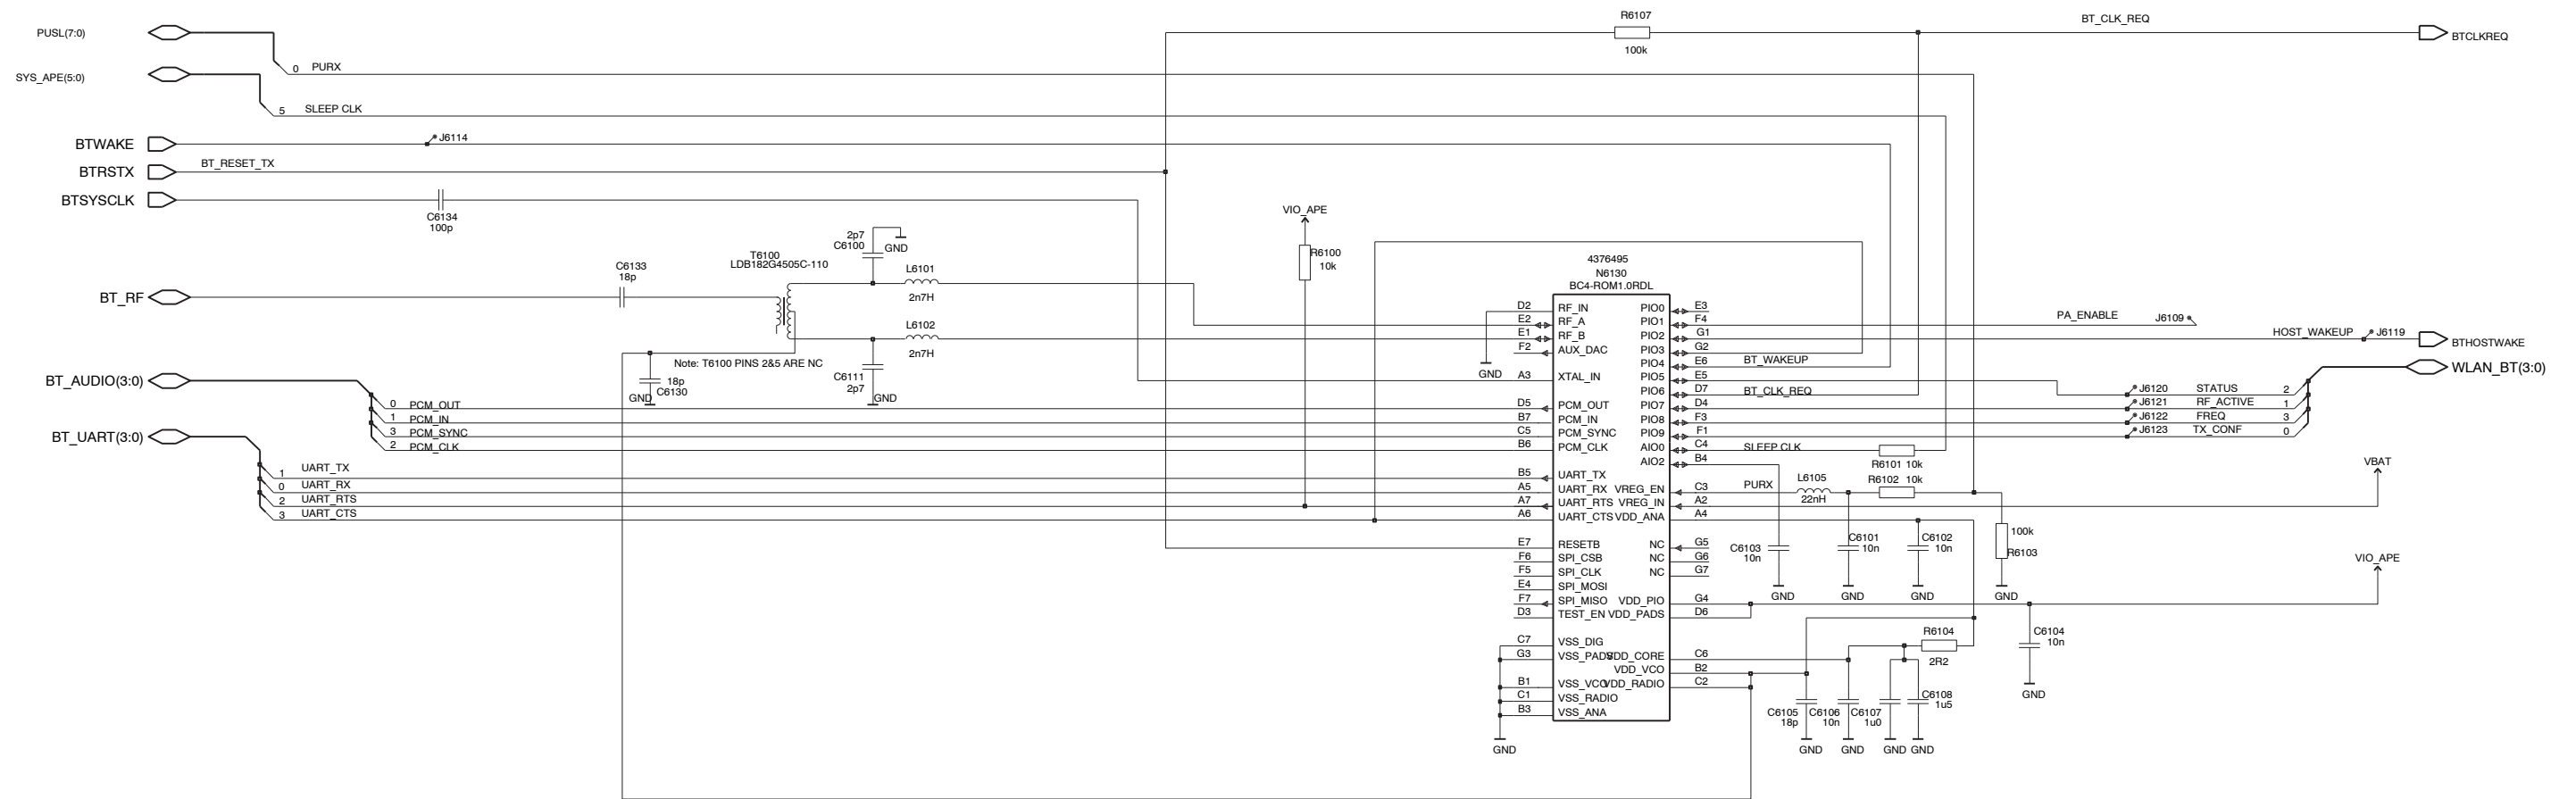 R6107
BT_CLK_REQ
PUSL(7:0)
100k
BTCLKREQ
0 PURX
SYS_APE(5:0)
5 SLEEP CLK
BTWAKE
J6114
BTRSTX
BT_RESET_TX
BTSYSCLK
C6134
100p
VIO_APE
R6100
10k
2p7
C6100
GND
T6100
LDB182G4505C-110
C6133
18p
L6101
2n7H
BT_RF
L6102
2n7H
Note: T6100 PINS 2&5 ARE NC
C6111
2p7
GND
18p
C6130
GND
4376495
N6130
BC4-ROM1.0RDL
D2 RF_IN PIO0 E3
E2 RF_A PIO1 F4
E1 RF_B PIO2 G1
F2 AUX_DAC PIO3 G2
PIO4 E6 BT_WAKEUP
GND
A3 XTAL_IN PIO5 E5
PIO6 D7 BT_CLK_REQ
D5 PCM_OUT PIO7 D4
B7 PCM_IN PIO8 F3
C5 PCM_SYNC PIO9 F1
B6 PCM_CLK AIO0 C4 SLEEP CLK
AIO2 B4
B5 UART_TX
A5 UART_RX VREG_EN C3 PURX
A7 UART_RTS VREG_IN A2
A6 UART_CTS VDD_ANA A4
E7 RESETB NC G5
F6 SPI_CSB NC G6
F5 SPI_CLK NC G7
E4 SPI_MOSI
F7 SPI_MISO VDD_PIO G4
D3 TEST_EN VDD_PADS D6
C7 VSS_DIG
G3 VSS_PADS VDD_CORE C6
VDD_VCO B2
B1 VSS_VCO VDD_RADIO C2
C1 VSS_RADIO
B3 VSS_ANA
GND
PA_ENABLE
J6109
HOST_WAKEUP
J6119
BTHOSTWAKE
WLAN_BT(3:0)
J6120 STATUS 2
J6121 RF_ACTIVE 1
J6122 FREQ 3
J6123 TX_CONF 0
BT_AUDIO(3:0)
0 PCM_OUT
1 PCM_IN
3 PCM_SYNC
2 PCM_CLK
BT_UART(3:0)
1 UART_TX
0 UART_RX
2 UART_RTS
3 UART_CTS
R6101 10k
L6105
22nH
R6102 10k
VBAT
C6103
10n
GND
C6101
10n
GND
C6102
10n
GND
100k
R6103
GND
VIO_APE
R6104
2R2
C6104
10n
GND
C6105
18p
GND
C6106
10n
GND
C6107
1u0
GND
C6108
1u5
GND